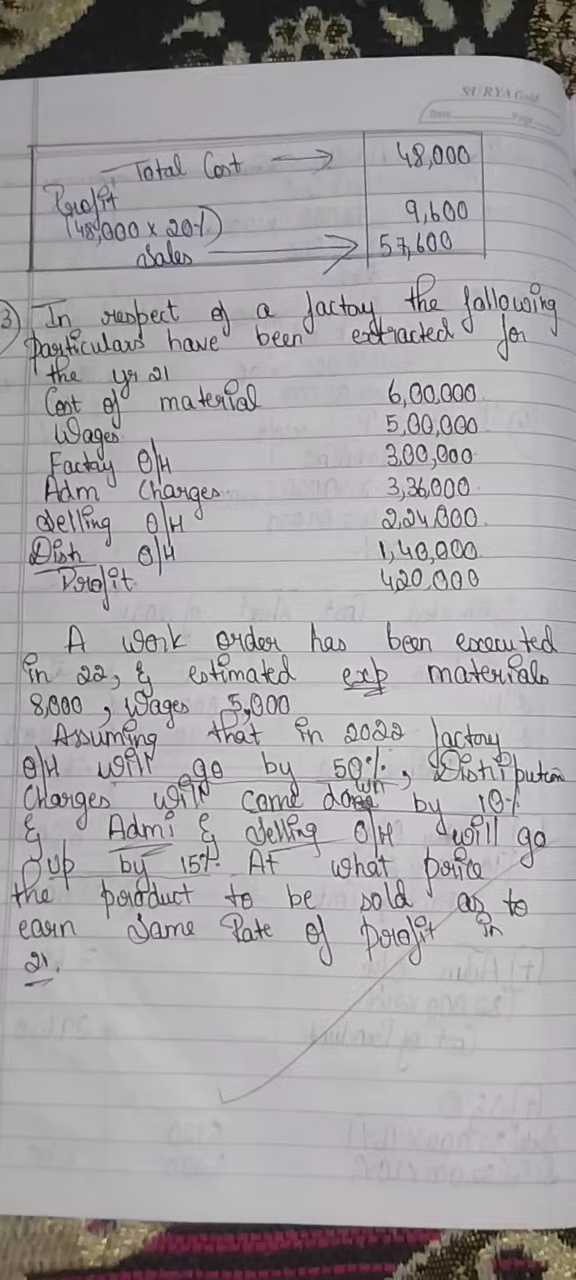 SURYA Gold
Date Page
Total Cost → 48,000
Profit
(48,000 x 20%) 9,600
Sales → 57,600
3) In respect of a factory the fallowing
particulars have been extracted for
the yr 21
Cost of material 6,00,000
Wages 5,00,000
Factay O/H 3,00,000
Adm Charges 3,36,000
Selling O/H 2,24,000
Dish O/H 1,40,000
Profit 420,000
A work order has been executed
in 22, & estimated exp materials
8,000, Wages 5,000
Assuming that in 2022 factory
O/H will go by 50%, Distribution
Charges will come down by 10%
& Admi & Selling O/H will go
up by 15%. At what price
the product to be sold as to
earn same Rate of profit in
21.